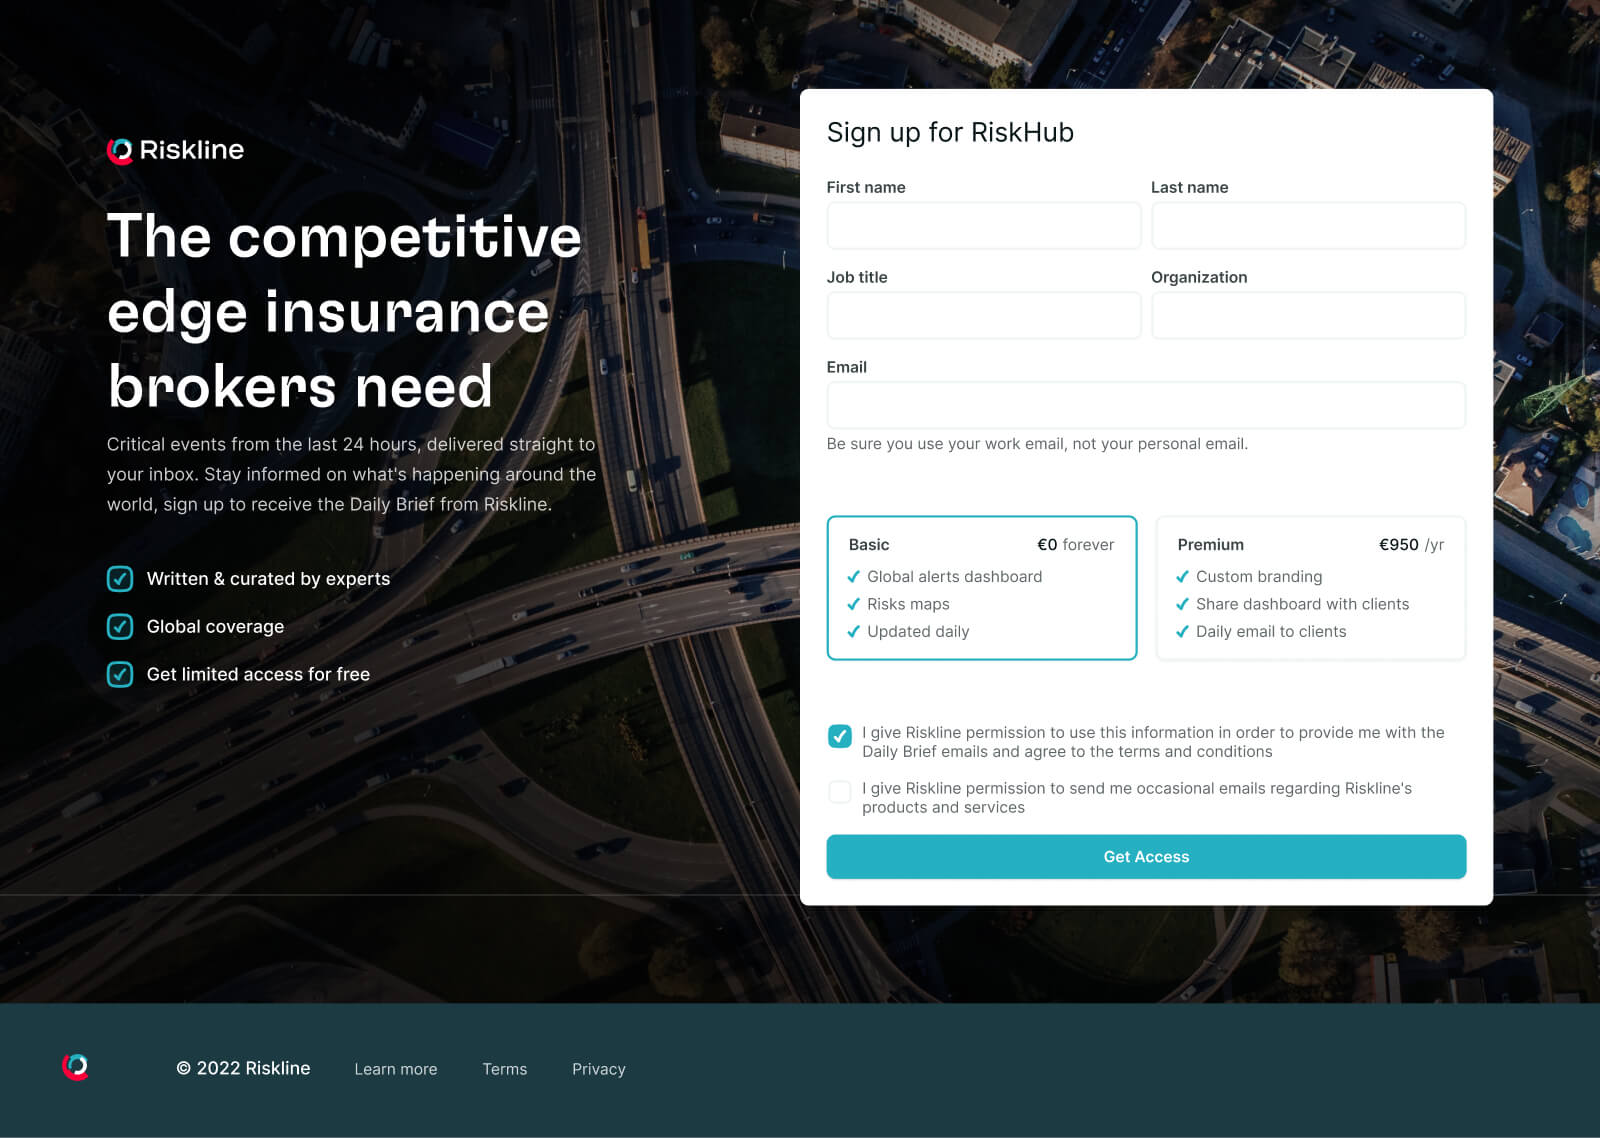 Riskline
The competitive
edge insurance
brokers need
Critical events from the last 24 hours, delivered straight to
your inbox. Stay informed on what's happening around the
world, sign up to receive the Daily Brief from Riskline.
Written & curated by experts
Global coverage
Get limited access for free
Sign up for RiskHub
First name
Last name
Job title
Organization
Email
Be sure you use your work email, not your personal email.
Basic €0 forever
Global alerts dashboard
Risks maps
Updated daily
Premium €950 /yr
Custom branding
Share dashboard with clients
Daily email to clients
I give Riskline permission to use this information in order to provide me with the
Daily Brief emails and agree to the terms and conditions
I give Riskline permission to send me occasional emails regarding Riskline's
products and services
Get Access
© 2022 Riskline Learn more Terms Privacy